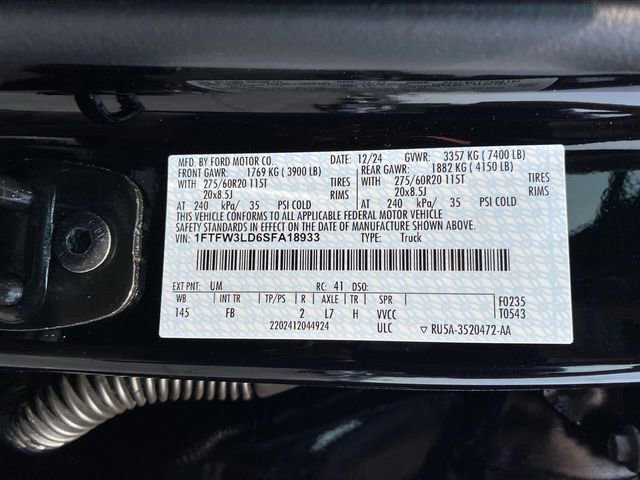 MFD. BY FORD MOTOR CO. DATE: 12/24 GVWR: 3357 KG ( 7400 LB)
FRONT GAWR: 1769 KG ( 3900 LB) REAR GAWR: 1882 KG ( 4150 LB)
WITH 275/60R20 115T TIRES WITH 275/60R20 115T TIRES
20x8.5J RIMS 20x8.5J RIMS
AT 240 kPa/ 35 PSI COLD AT 240 kPa/ 35 PSI COLD
THIS VEHICLE CONFORMS TO ALL APPLICABLE FEDERAL MOTOR VEHICLE
SAFETY STANDARDS IN EFFECT ON THE DATE OF MANUFACTURE SHOWN ABOVE.
VIN: 1FTFW3LD6SFA18933 TYPE: Truck
EXT PNT: UM RC: 41 DSO:
WB INT TR TP/PS R AXLE TR SPR F0235
145 FB 2 L7 H VVCC T0543
2202412044924 ULC ▽ RU5A-3520472-AA